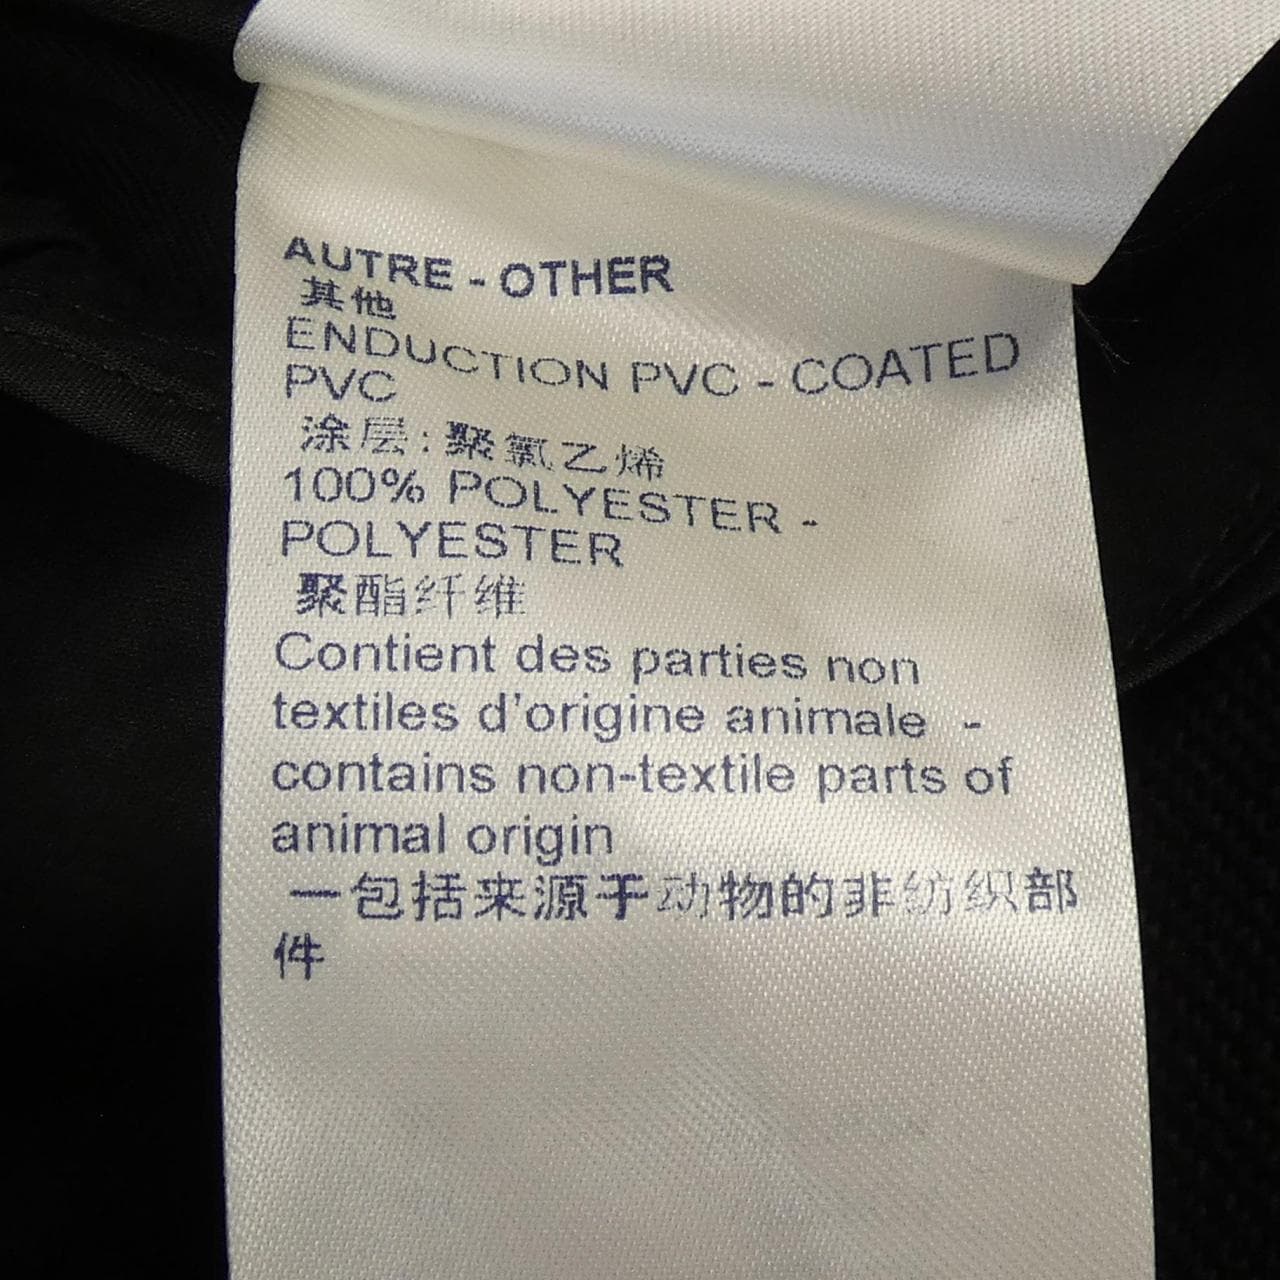 AUTRE - OTHER
其他
ENDUCTION PVC - COATED
PVC
涂层:聚氯乙烯
100% POLYESTER -
POLYESTER
聚酯纤维
Contient des parties non
textiles d'origine animale -
contains non-textile parts of
animal origin
一包括来源于动物的非纺织部
件